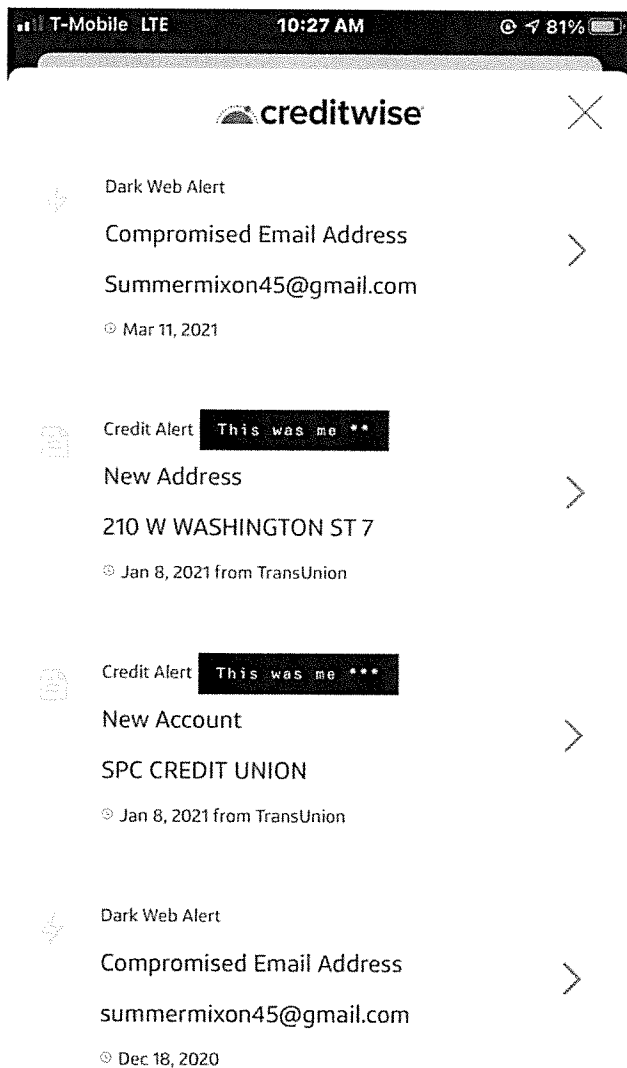 T-Mobile LTE 10:27 AM 81%
creditwise
Dark Web Alert
Compromised Email Address
Summermixon45@gmail.com
Mar 11, 2021
Credit Alert This was me **
New Address
210 W WASHINGTON ST 7
Jan 8, 2021 from TransUnion
Credit Alert This was me ***
New Account
SPC CREDIT UNION
Jan 8, 2021 from TransUnion
Dark Web Alert
Compromised Email Address
summermixon45@gmail.com
Dec 18, 2020